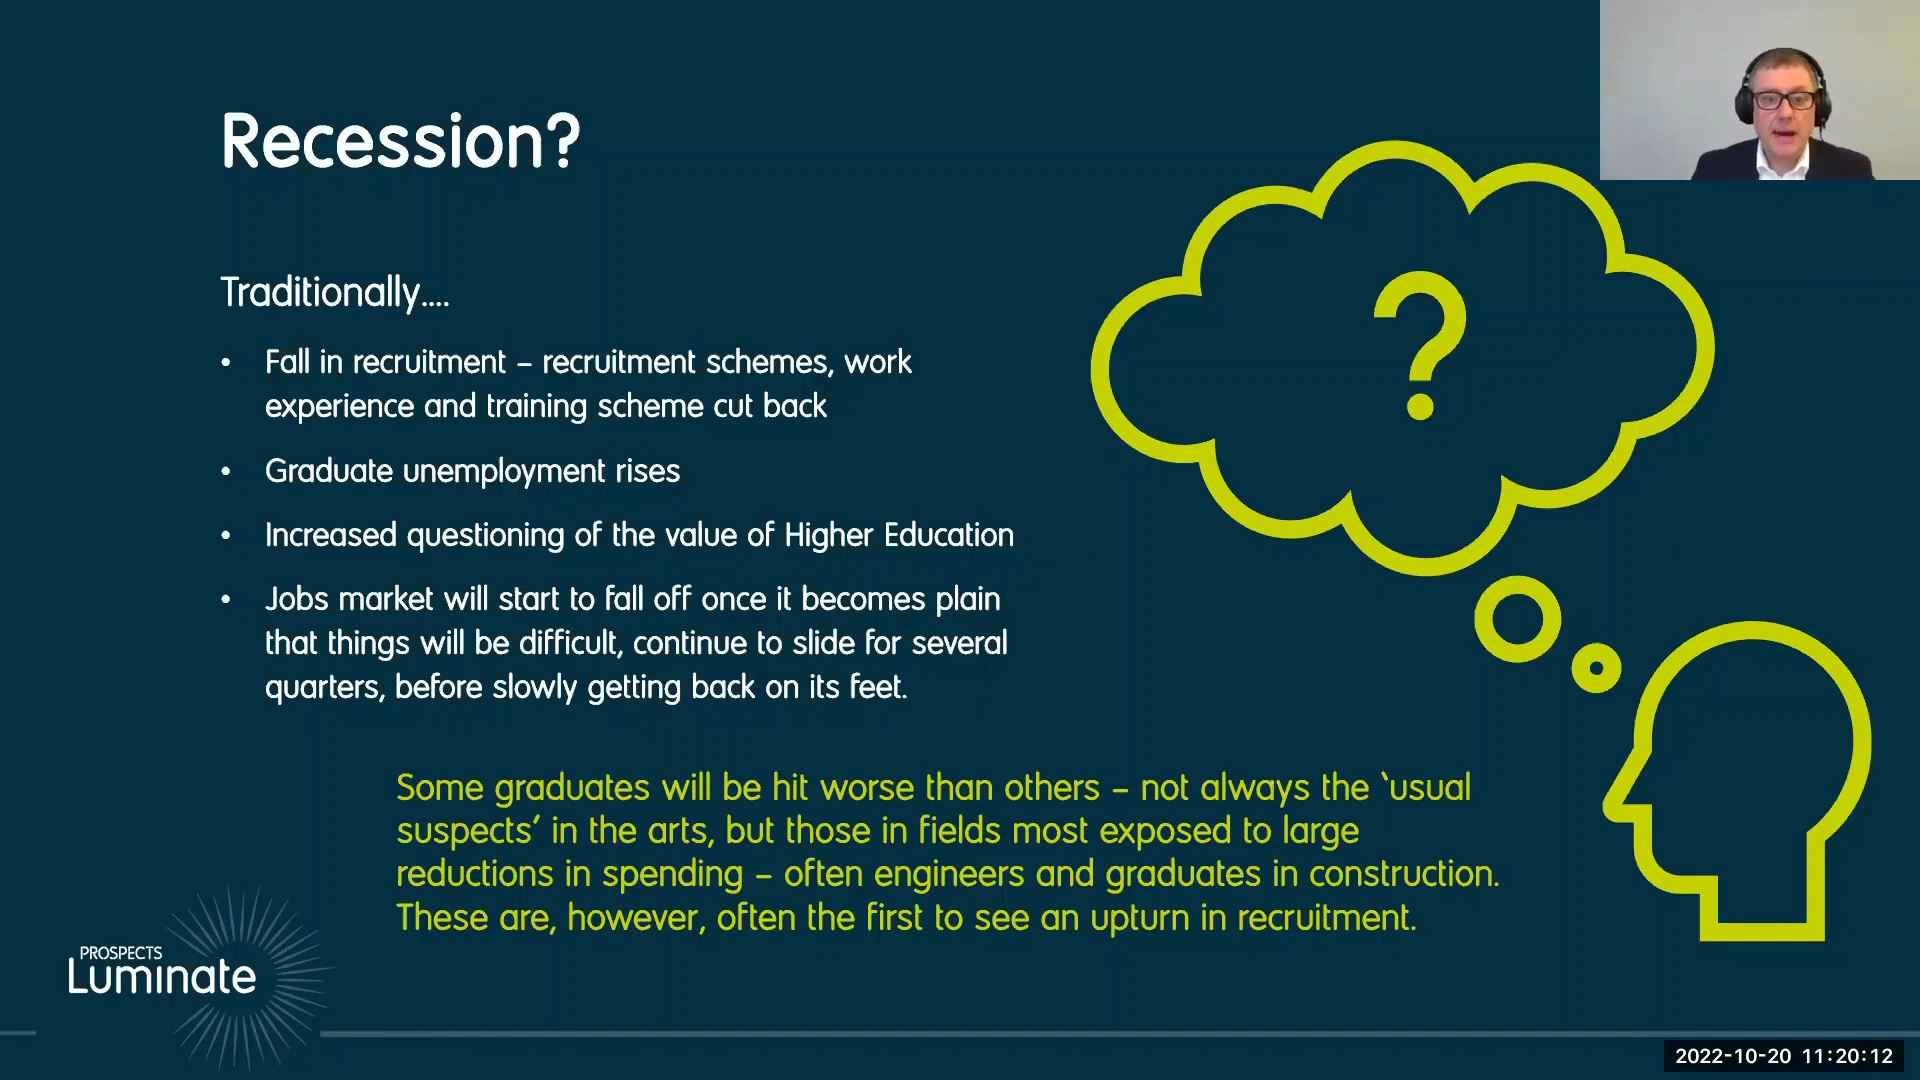 Recession?
Traditionally....
• Fall in recruitment – recruitment schemes, work
experience and training scheme cut back
• Graduate unemployment rises
• Increased questioning of the value of Higher Education
• Jobs market will start to fall off once it becomes plain
that things will be difficult, continue to slide for several
quarters, before slowly getting back on its feet.
?
Some graduates will be hit worse than others – not always the ‘usual
suspects’ in the arts, but those in fields most exposed to large
reductions in spending – often engineers and graduates in construction.
These are, however, often the first to see an upturn in recruitment.
PROSPECTS
Luminate
2022-10-20 11:20:12